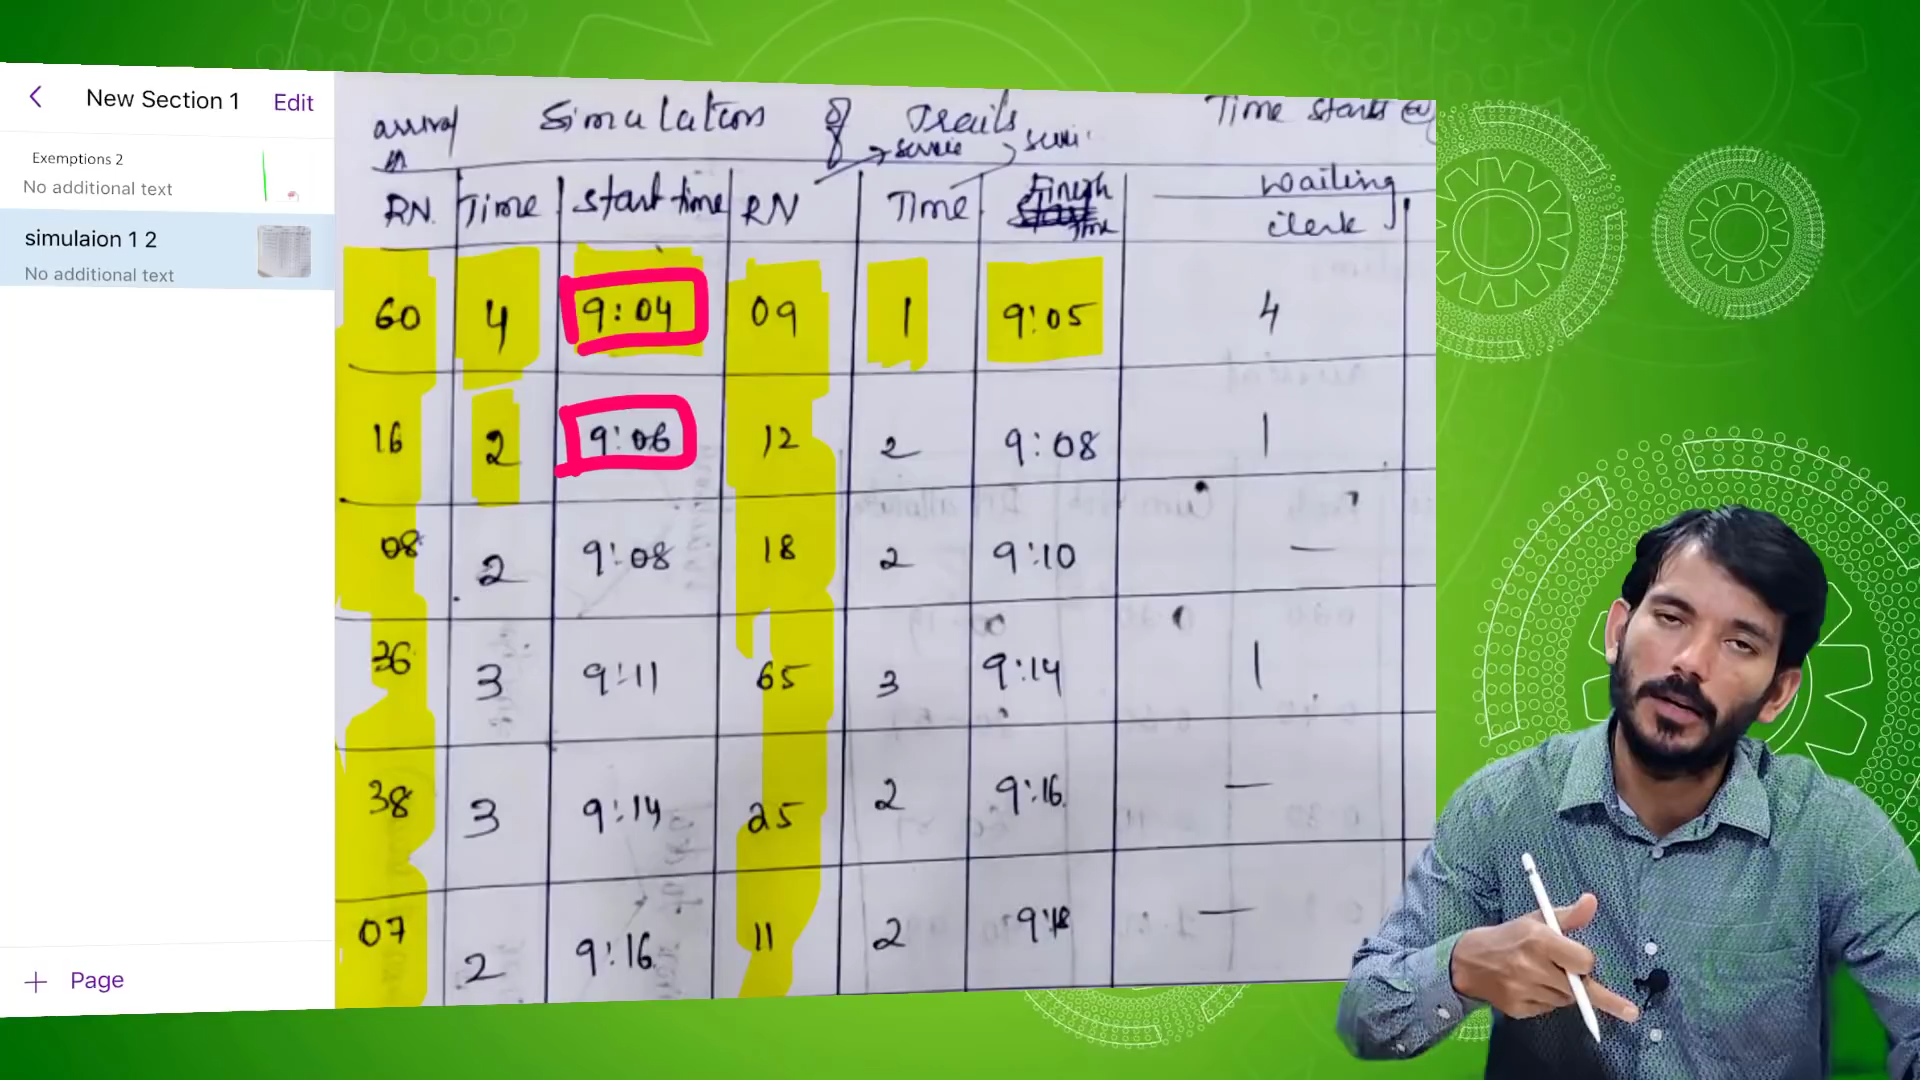 New Section 1 Edit
Exemptions 2
No additional text
simulaion 1 2
No additional text
+ Page
Simulation of Trails Time starts @
arrival
service
RN. Time start time RN Time Finish Time waiting
clerk
60 4 9:04 09 1 9:05 4
16 2 9:06 12 2 9:08 1
08 2 9:08 18 2 9:10 —
36 3 9:11 65 3 9:14 1
38 3 9:14 25 2 9:16. —
07 2 9:16. 11 2 9:18 —